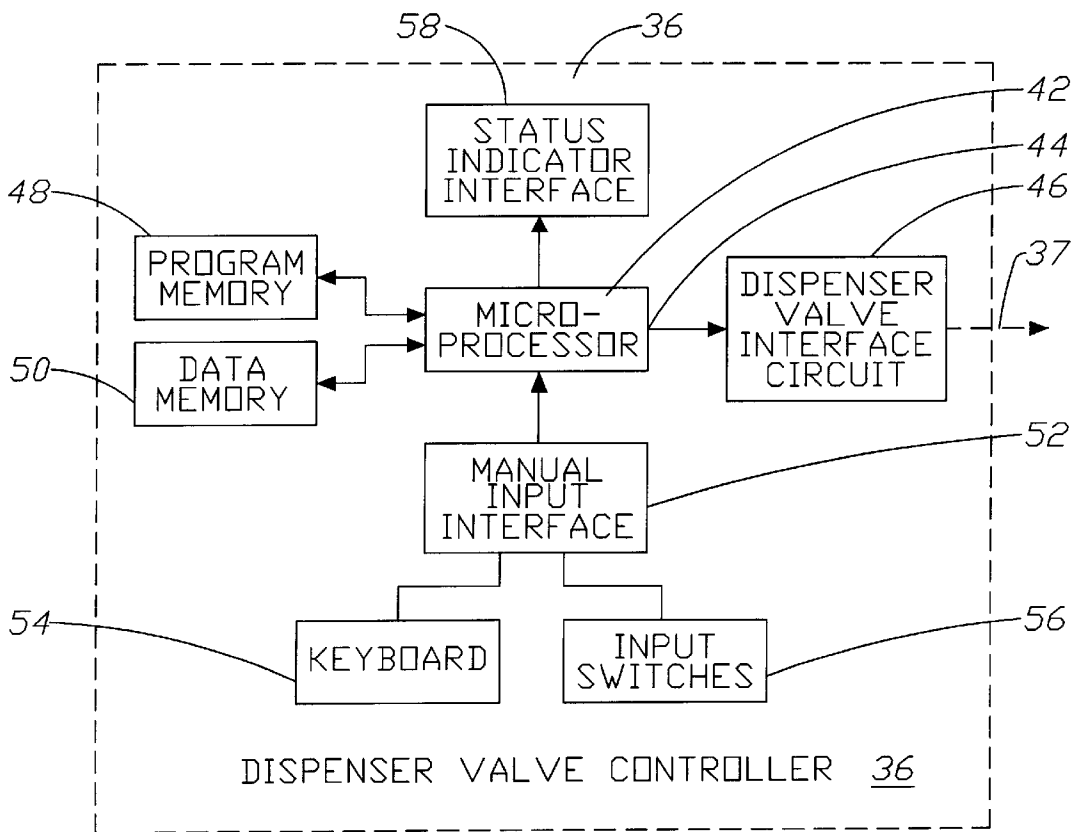 58
36
42
STATUS
INDICATOR
INTERFACE
44
48
46
PROGRAM
MEMORY
37
MICRO-
PROCESSOR
DISPENSER
VALVE
INTERFACE
CIRCUIT
50
DATA
MEMORY
52
MANUAL
INPUT
INTERFACE
54
KEYBOARD
56
INPUT
SWITCHES
DISPENSER VALVE CONTROLLER 36